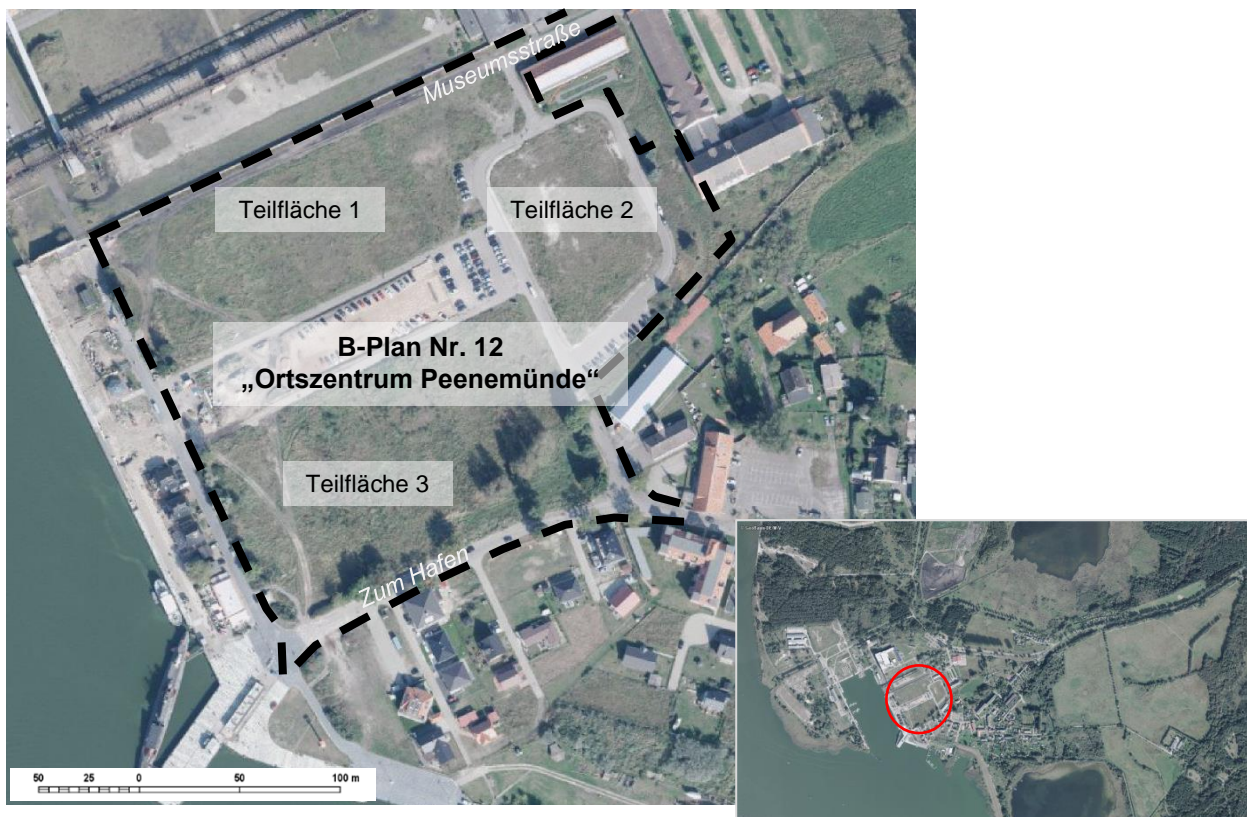 Museumsstraße
Teilfläche 1
Teilfläche 2
B-Plan Nr. 12
„Ortszentrum Peenemünde“
Teilfläche 3
Zum Hafen
50 25 0 50 100 m